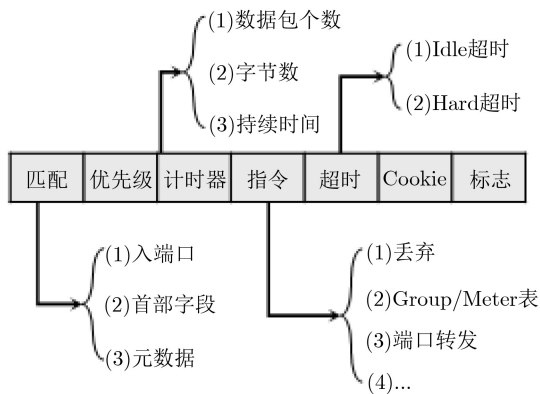 (1)数据包个数
(2)字节数
(3)持续时间
(1)Idle超时
(2)Hard超时
匹配 优先级 计时器 指令 超时 Cookie 标志
(1)入端口
(2)首部字段
(3)元数据
(1)丢弃
(2)Group/Meter表
(3)端口转发
(4)...